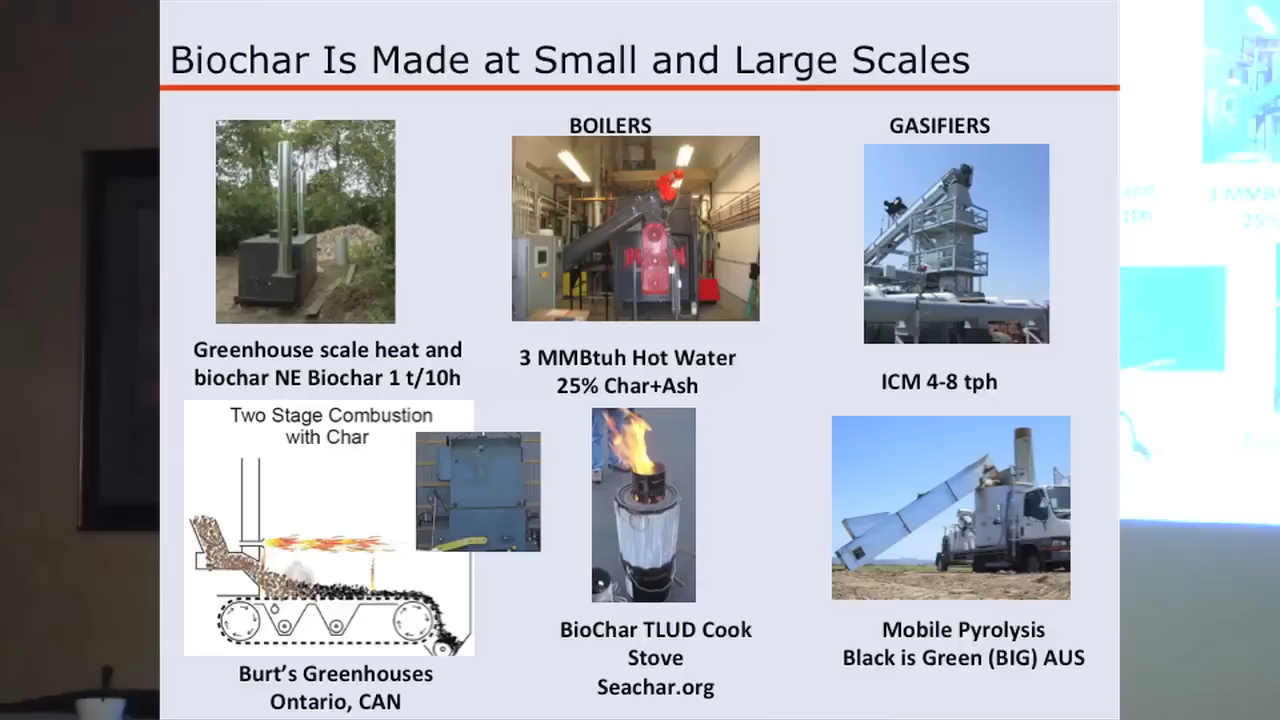 Biochar Is Made at Small and Large Scales
BOILERS
GASIFIERS
Greenhouse scale heat and
biochar NE Biochar 1 t/10h
3 MMBtuh Hot Water
25% Char+Ash
ICM 4-8 tph
Two Stage Combustion
with Char
Burt's Greenhouses
Ontario, CAN
BioChar TLUD Cook
Stove
Seachar.org
Mobile Pyrolysis
Black is Green (BIG) AUS